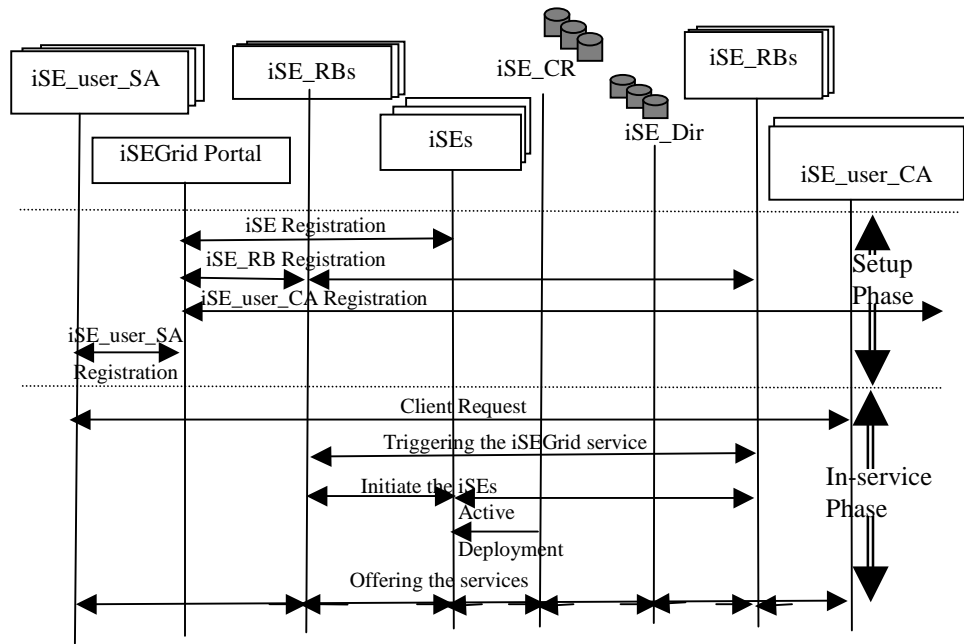 iSE_user_SA
iSE_RBs
iSE_CR
iSE_RBs
iSEs
iSE_Dir
iSEGrid Portal
iSE_user_CA
iSE Registration
iSE_RB Registration
iSE_user_CA Registration
Setup
Phase
iSE_user_SA
Registration
Client Request
Triggering the iSEGrid service
Initiate the iSEs
In-service
Phase
Active
Deployment
Offering the services